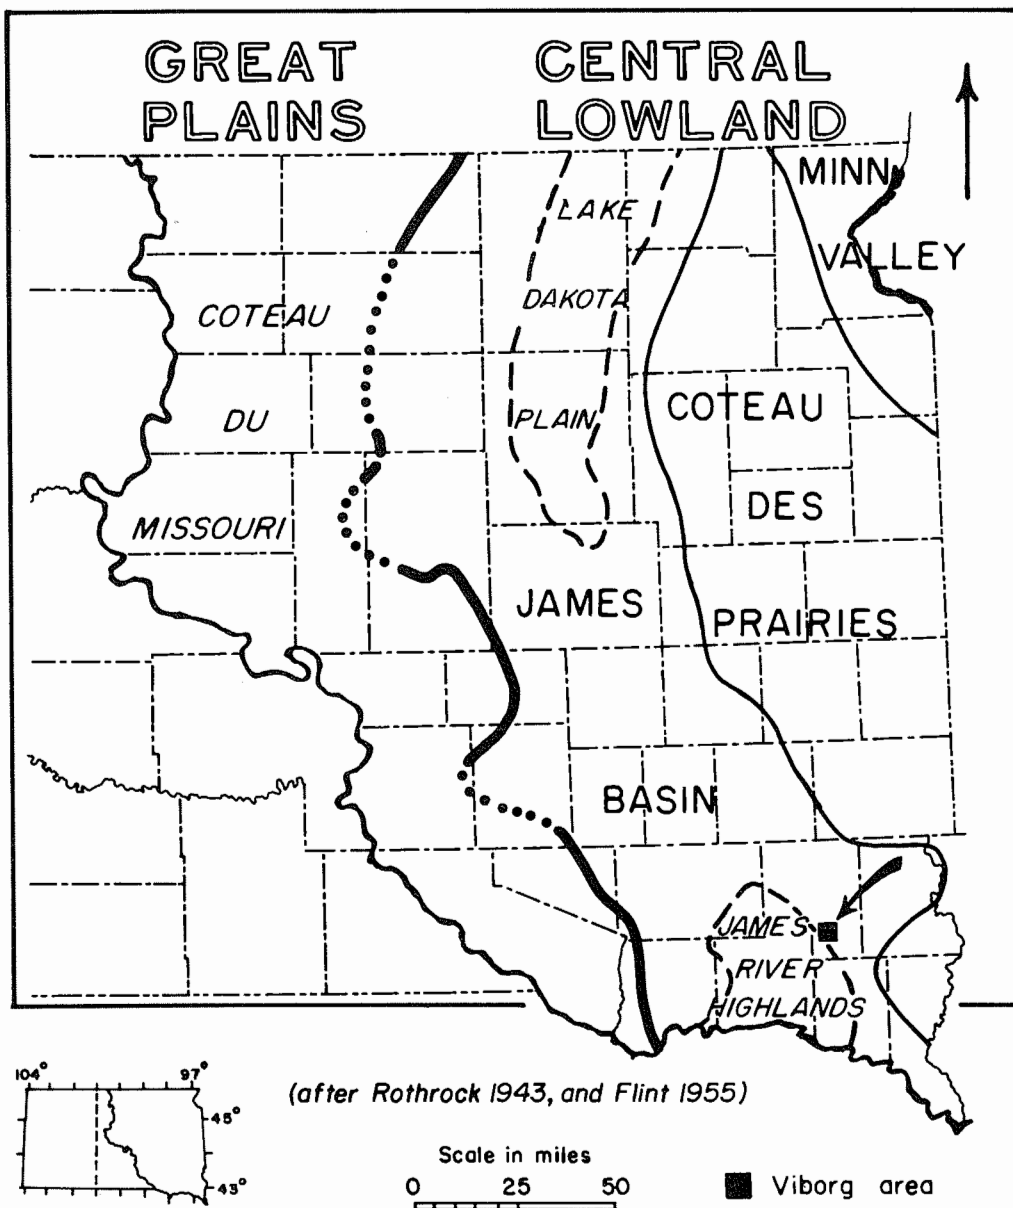 GREAT PLAINS
CENTRAL LOWLAND
MINN.
VALLEY
LAKE
DAKOTA
PLAIN
COTEAU
DU
MISSOURI
COTEAU
DES
PRAIRIES
JAMES
BASIN
JAMES
RIVER
HIGHLANDS
104°
97°
45°
43°
(after Rothrock 1943, and Flint 1955)
Scale in miles
0 25 50
Viborg area